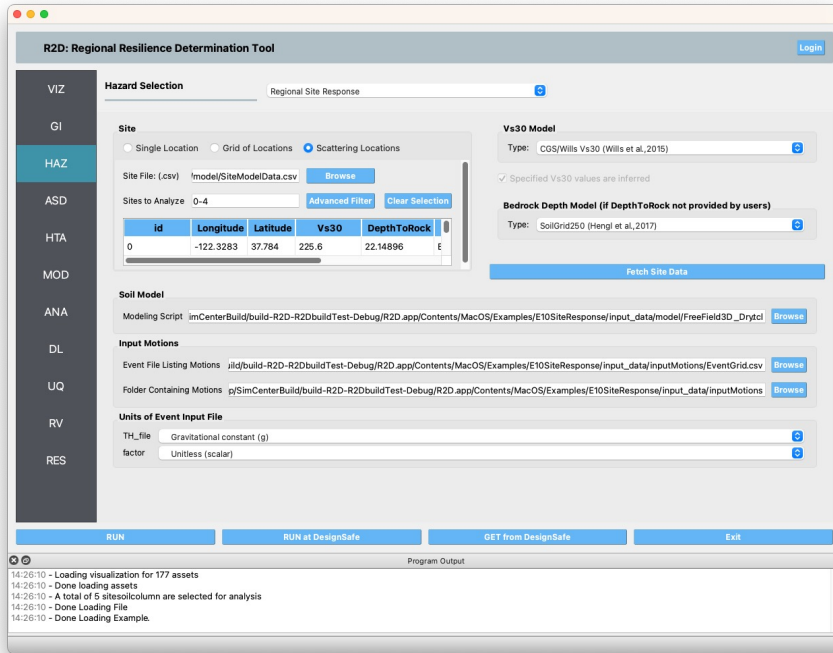 R2D: Regional Resilience Determination Tool
Login
VIZ
GI
HAZ
ASD
HTA
MOD
ANA
DL
UQ
RV
RES
Hazard Selection
Regional Site Response
Site
Single Location Grid of Locations Scattering Locations
Site File: (.csv) /model/SiteModelData.csv Browse
Sites to Analyze 0-4 Advanced Filter Clear Selection
id Longitude Latitude Vs30 DepthToRock
0 -122.3283 37.784 225.6 22.14896
Vs30 Model
Type: CGS/Wills Vs30 (Wills et al.,2015)
Specified Vs30 values are inferred
Bedrock Depth Model (if DepthToRock not provided by users)
Type: SoilGrid250 (Hengl et al.,2017)
Fetch Site Data
Soil Model
Modeling Script imCenterBuild/build-R2D-R2DbuildTest-Debug/R2D.app/Contents/MacOS/Examples/E10SiteResponse/input_data/model/FreeField3D_Dry.tcl Browse
Input Motions
Event File Listing Motions uild/build-R2D-R2DbuildTest-Debug/R2D.app/Contents/MacOS/Examples/E10SiteResponse/input_data/inputMotions/EventGrid.csv Browse
Folder Containing Motions p/SimCenterBuild/build-R2D-R2DbuildTest-Debug/R2D.app/Contents/MacOS/Examples/E10SiteResponse/input_data/inputMotions Browse
Units of Event Input File
TH_file Gravitational constant (g)
factor Unitless (scalar)
RUN
RUN at DesignSafe
GET from DesignSafe
Exit
Program Output
14:26:10 - Loading visualization for 177 assets
14:26:10 - Done loading assets
14:26:10 - A total of 5 sitesoilcolumn are selected for analysis
14:26:10 - Done Loading File
14:26:10 - Done Loading Example.